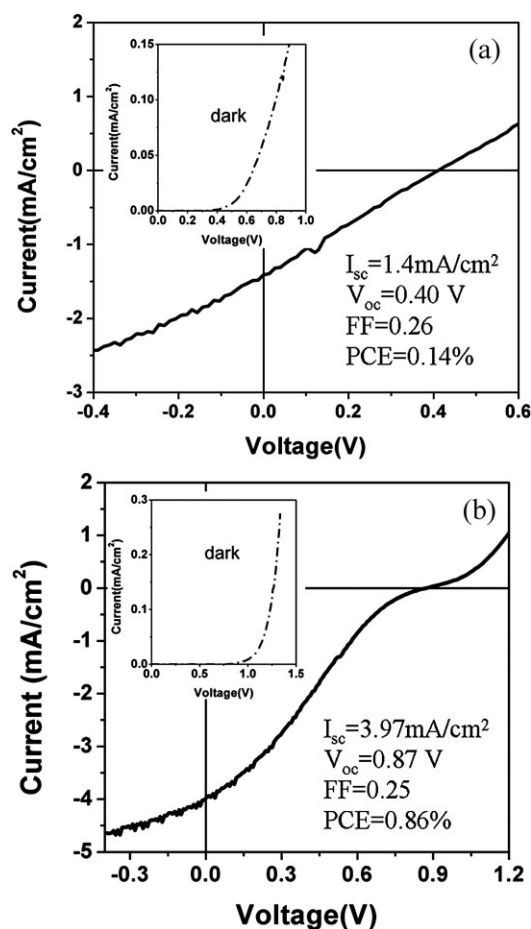 (a)
2
1
0
-1
-2
-3
Current(mA/cm²)
-0.4 -0.2 0.0 0.2 0.4 0.6
Voltage(V)
0.15
0.10
0.05
0.00
Current(mA/cm²)
dark
0.0 0.2 0.4 0.6 0.8 1.0
Voltage(V)
Isc=1.4mA/cm²
Voc=0.40 V
FF=0.26
PCE=0.14%
(b)
2
1
0
-1
-2
-3
-4
-5
Current (mA/cm²)
-0.3 0.0 0.3 0.6 0.9 1.2
Voltage(V)
0.3
0.2
0.1
0.0
Current(mA/cm²)
dark
0.0 0.5 1.0 1.5
Voltage(V)
Isc=3.97mA/cm²
Voc=0.87 V
FF=0.25
PCE=0.86%